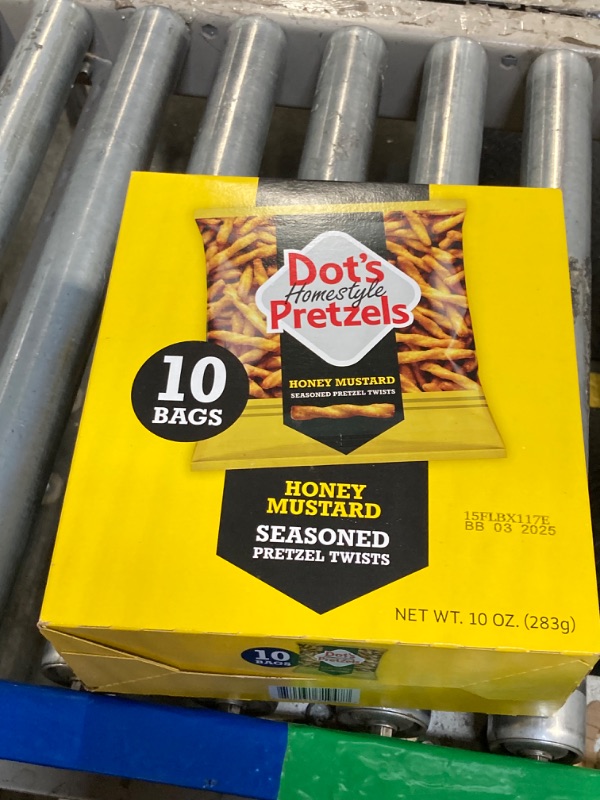 Dot's
Homestyle
Pretzels
HONEY MUSTARD
SEASONED PRETZEL TWISTS
10
BAGS
HONEY
MUSTARD
SEASONED
PRETZEL TWISTS
15FLBX117E
BB 03 2025
NET WT. 10 OZ. (283g)
10
BAGS
Dot's
Pretzels